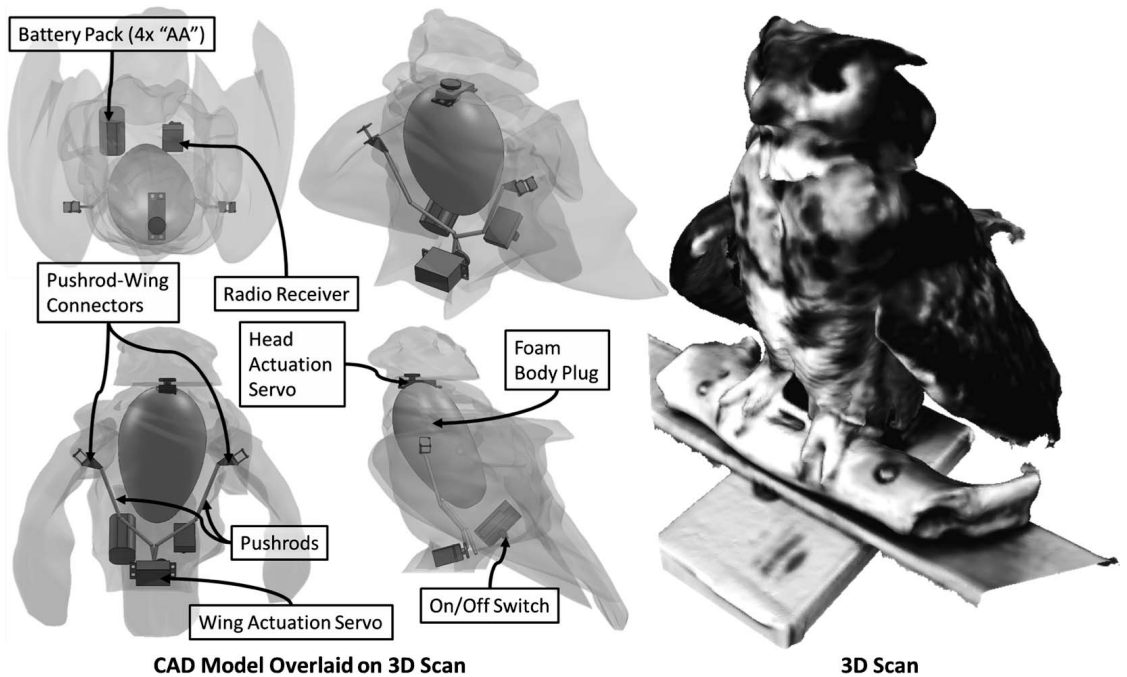 Battery Pack (4x “AA”)
Pushrod-Wing
Connectors
Radio Receiver
Head
Actuation
Servo
Foam
Body Plug
Pushrods
On/Off Switch
Wing Actuation Servo
CAD Model Overlaid on 3D Scan
3D Scan